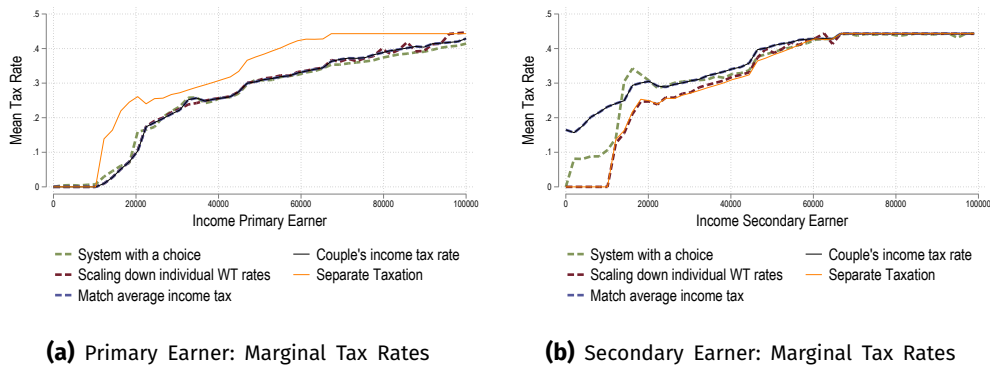 .5
.4
.3
.2
.1
0
Mean Tax Rate
0 20000 40000 60000 80000 100000
Income Primary Earner
System with a choice
Couple's income tax rate
Scaling down individual WT rates
Separate Taxation
Match average income tax
(a) Primary Earner: Marginal Tax Rates
.5
.4
.3
.2
.1
0
Mean Tax Rate
0 20000 40000 60000 80000 100000
Income Secondary Earner
System with a choice
Couple's income tax rate
Scaling down individual WT rates
Separate Taxation
Match average income tax
(b) Secondary Earner: Marginal Tax Rates